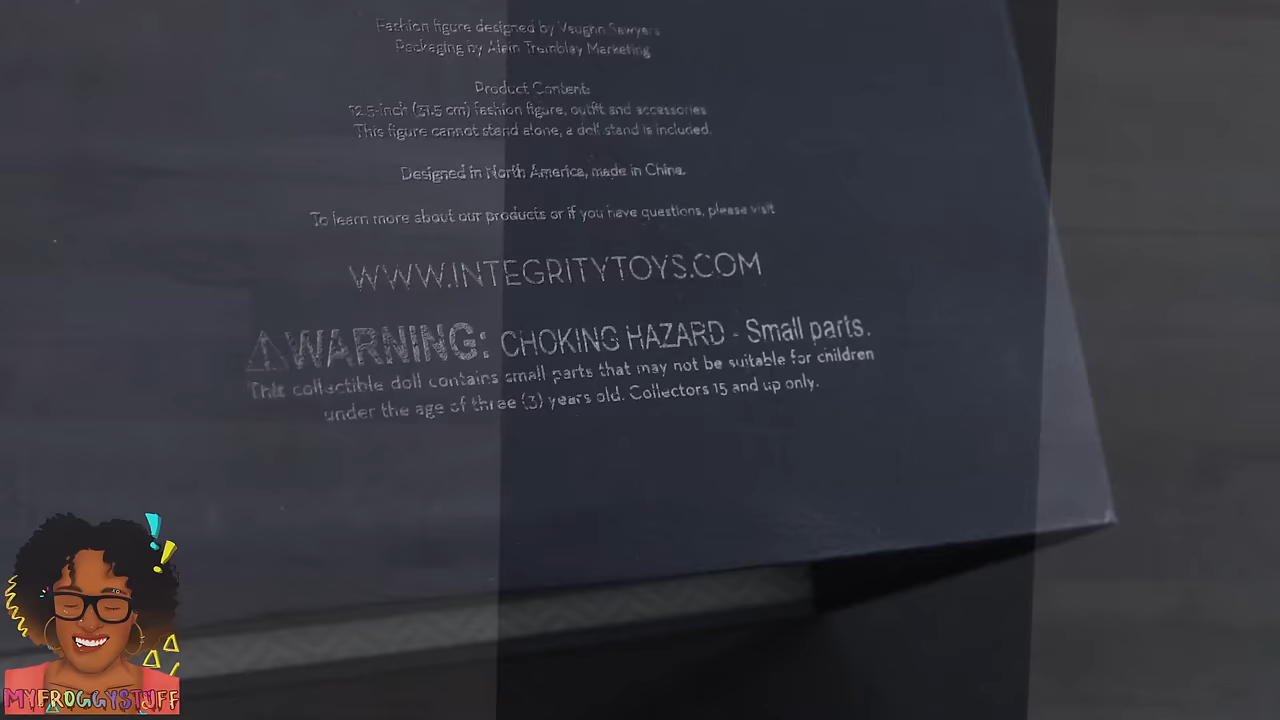 Fashion figure designed by Vaughn Sawyers
Packaging by Alain Tremblay Marketing
Product Content:
12.5-inch (31.5 cm) fashion figure, outfit and accessories
This figure cannot stand alone, a doll stand is included.
Designed in North America, made in China.
To learn more about our products or if you have questions, please visit
WWW.INTEGRITYTOYS.COM
⚠WARNING: CHOKING HAZARD - Small parts.
This collectible doll contains small parts that may not be suitable for children
under the age of three (3) years old. Collectors 15 and up only.
MYFROGGYSTUFF